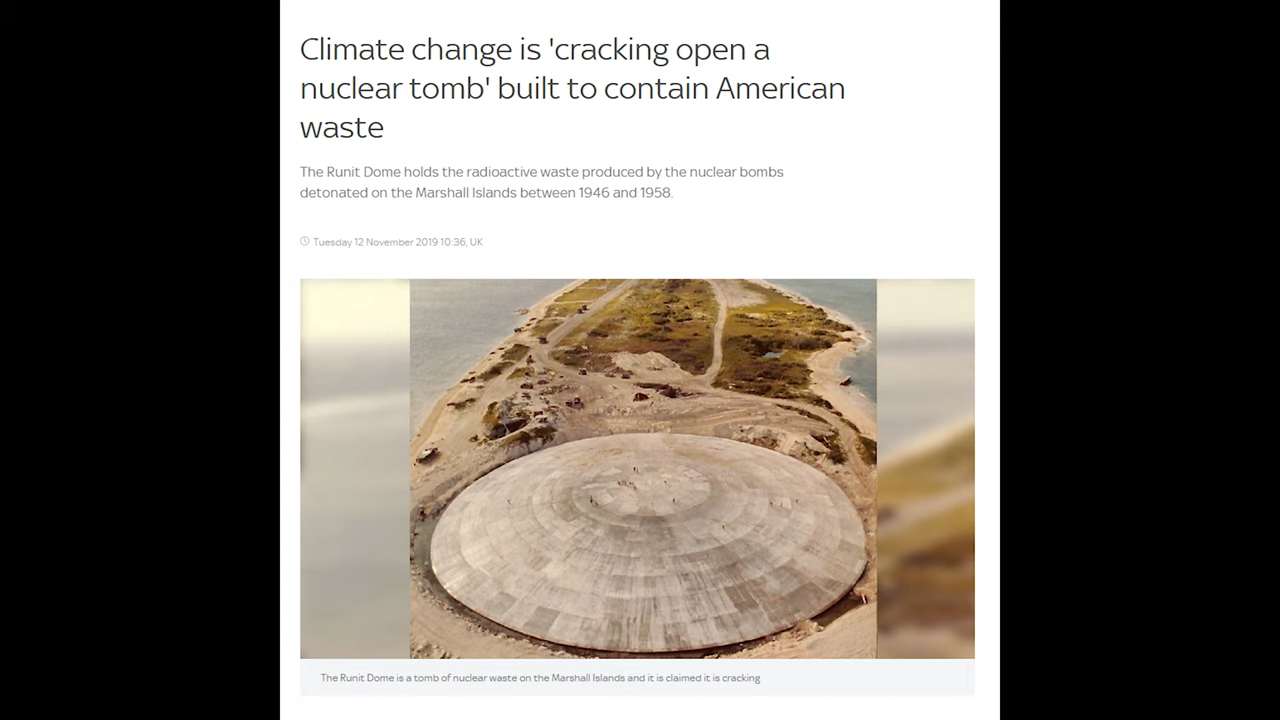 Climate change is 'cracking open a
nuclear tomb' built to contain American
waste
The Runit Dome holds the radioactive waste produced by the nuclear bombs
detonated on the Marshall Islands between 1946 and 1958.
Tuesday 12 November 2019 10:36, UK
The Runit Dome is a tomb of nuclear waste on the Marshall Islands and it is claimed it is cracking